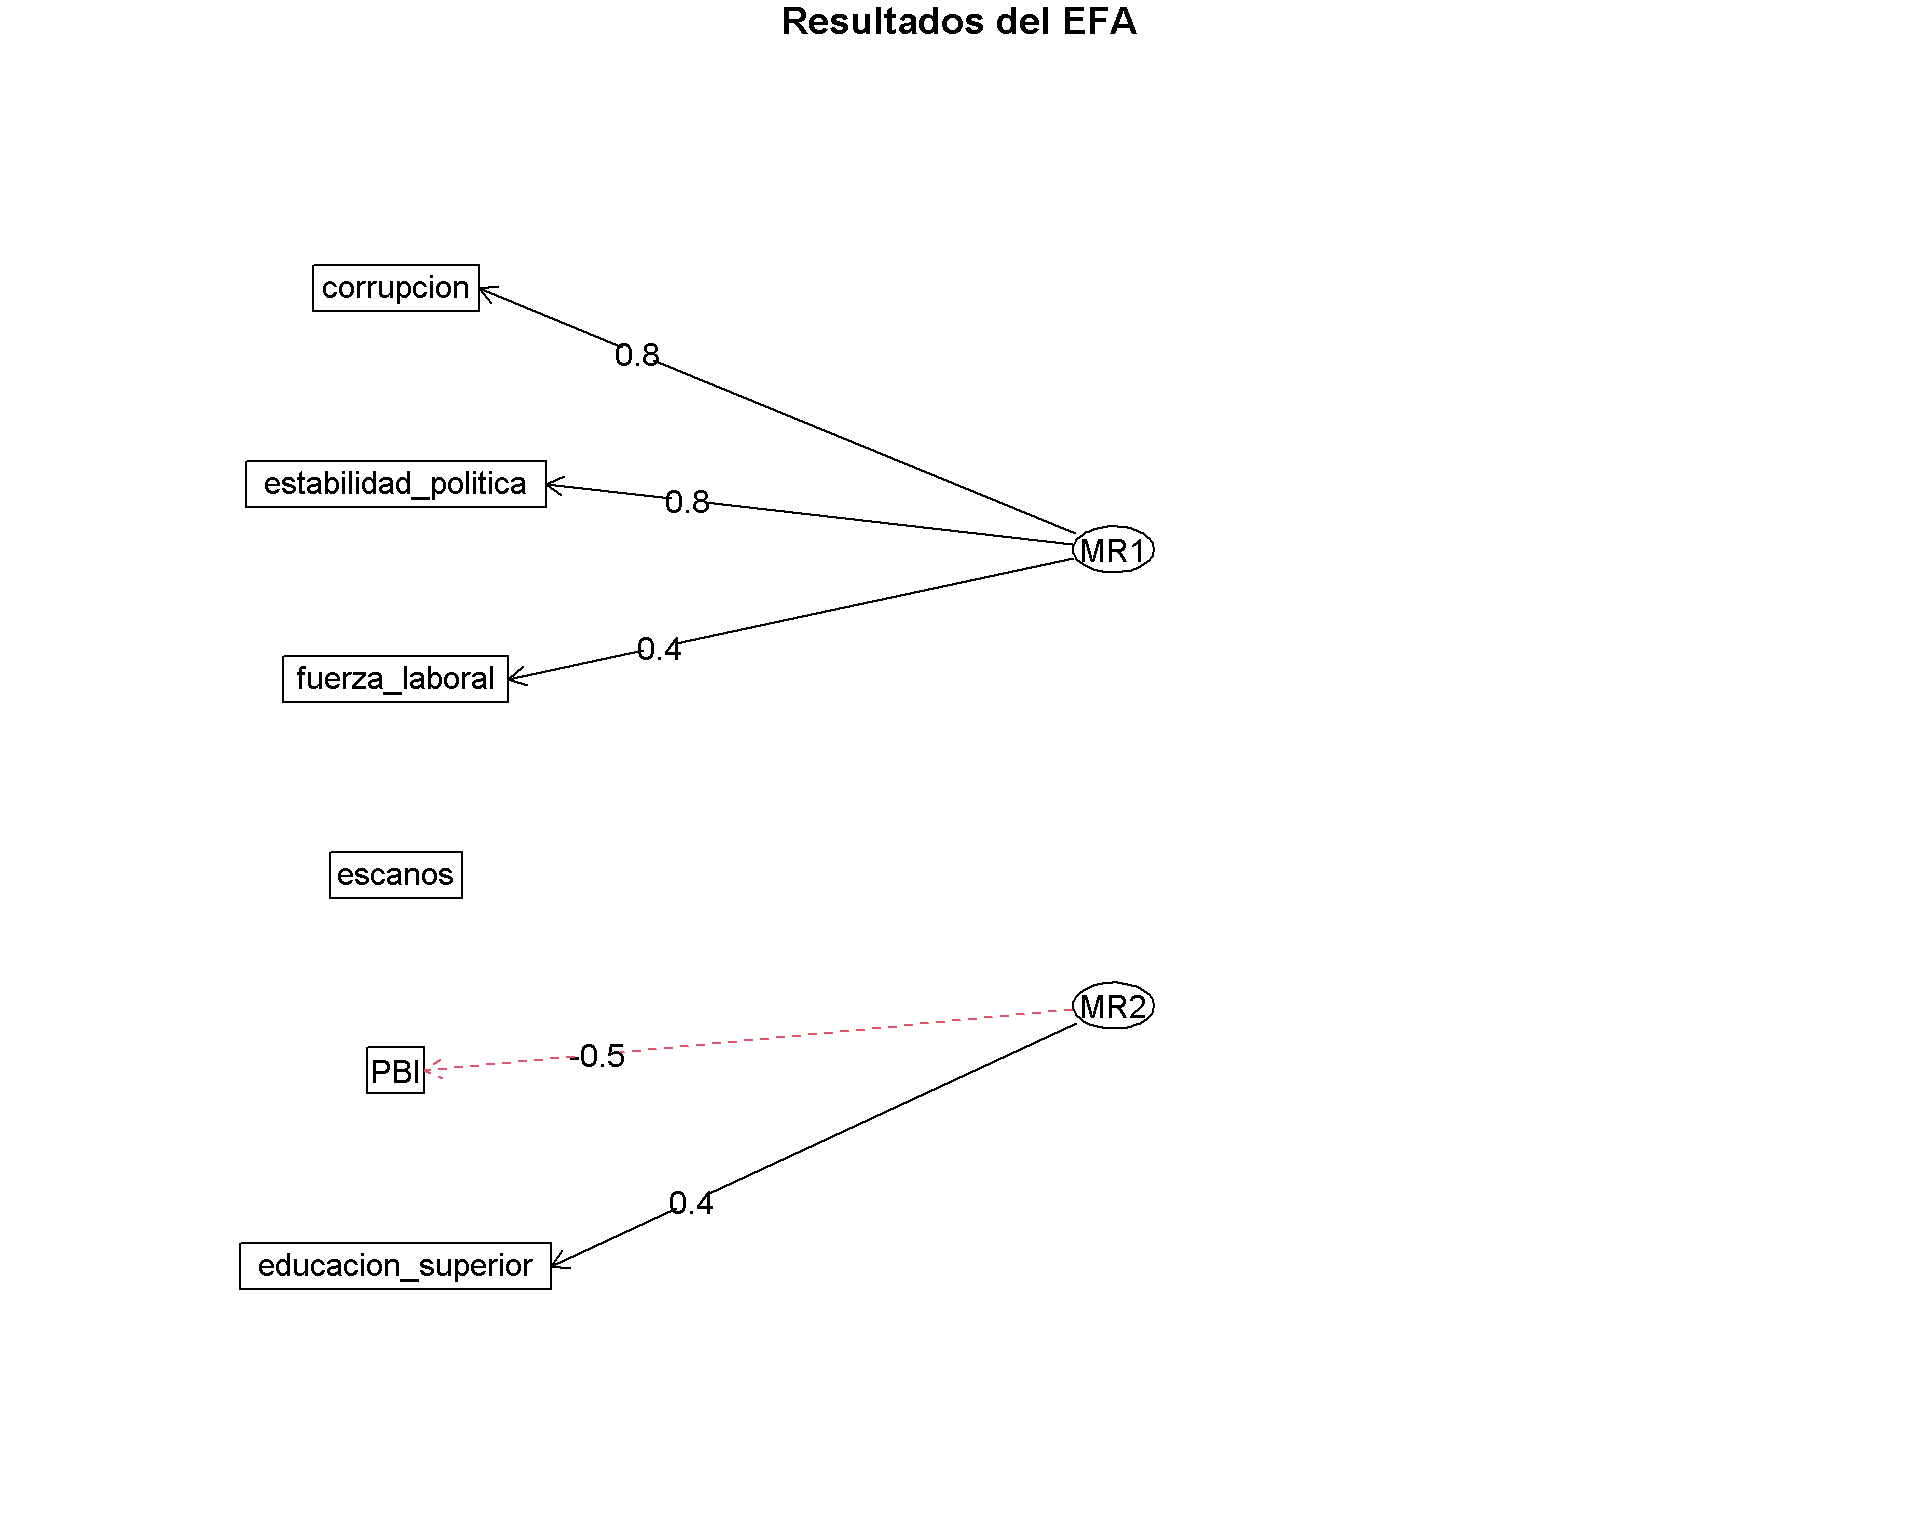 Resultados del EFA
corrupcion
0.8
estabilidad_politica
0.8
MR1
0.4
fuerza_laboral
escanos
MR2
-0.5
PBI
0.4
educacion_superior